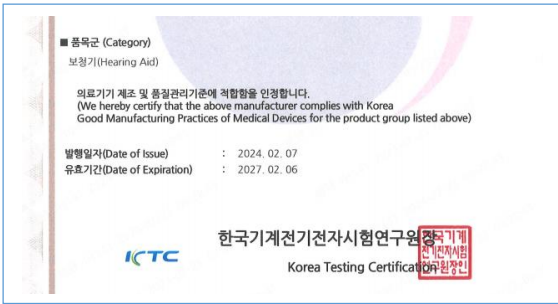 ■ 품목군 (Category)
보청기(Hearing Aid)
의료기기 제조 및 품질관리기준에 적합함을 인정합니다.
(We hereby certify that the above manufacturer complies with Korea
Good Manufacturing Practices of Medical Devices for the product group listed above)
발행일자(Date of Issue) : 2024. 02. 07
유효기간(Date of Expiration) : 2027. 02. 06
한국기계전기전자시험연구원장
KTC
Korea Testing Certification